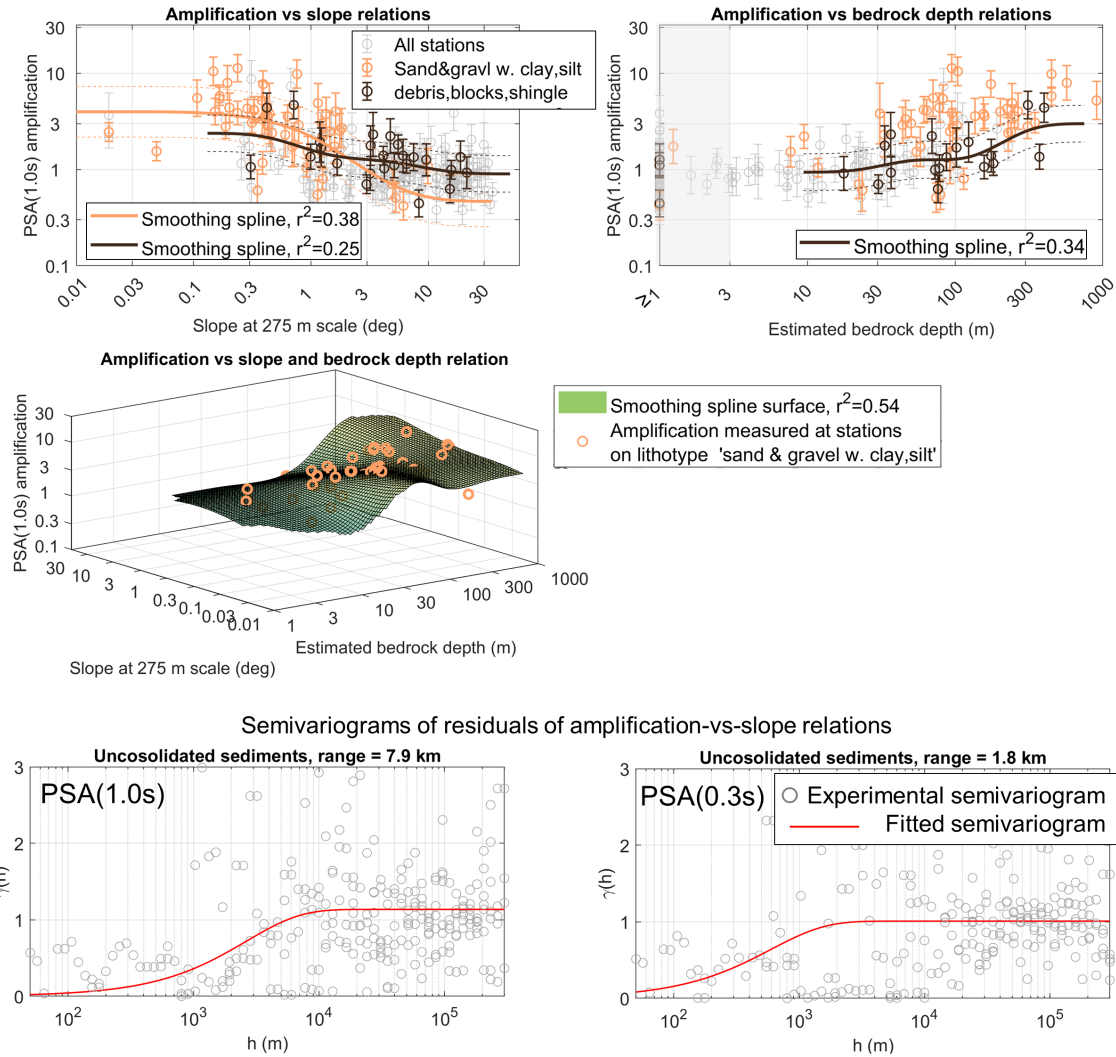 Amplification vs slope relations
30
10
3
1
0.3
0.1
PSA(1.0s) amplification
All stations
Sand&gravl w. clay,silt
debris,blocks,shingle
Smoothing spline, r²=0.38
Smoothing spline, r²=0.25
0.01 0.03 0.1 0.3 1 3 10 30
Slope at 275 m scale (deg)
Amplification vs bedrock depth relations
30
10
3
1
0.3
0.1
PSA(1.0s) amplification
Smoothing spline, r²=0.34
≥1 3 10 30 100 300 1000
Estimated bedrock depth (m)
Amplification vs slope and bedrock depth relation
30
10
3
1
0.3
0.1
PSA(1.0s) amplification
30 10 3 1 0.3 0.1 0.03 0.01
Slope at 275 m scale (deg)
1 3 10 30 100 300 1000
Estimated bedrock depth (m)
Smoothing spline surface, r²=0.54
Amplification measured at stations
on lithotype 'sand & gravel w. clay,silt'
Semivariograms of residuals of amplification-vs-slope relations
Uncosolidated sediments, range = 7.9 km
PSA(1.0s)
3
2
1
0
γ(h)
10² 10³ 10⁴ 10⁵
h (m)
Uncosolidated sediments, range = 1.8 km
PSA(0.3s)
Experimental semivariogram
Fitted semivariogram
3
2
1
0
γ(h)
10² 10³ 10⁴ 10⁵
h (m)